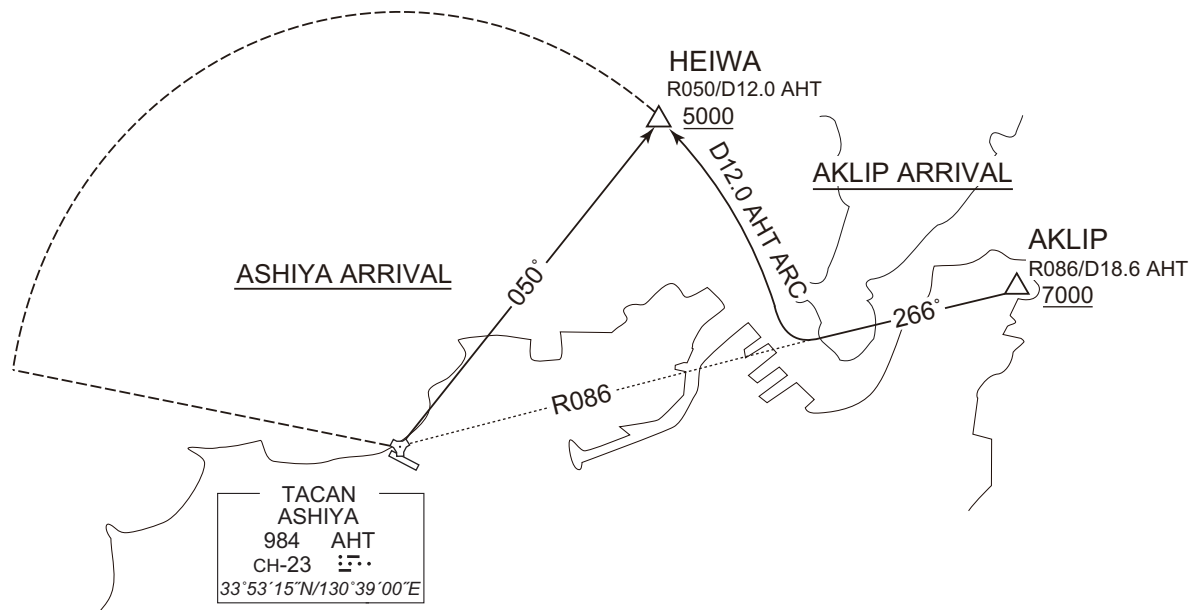 HEIWA
R050/D12.0 AHT
5000
D12.0 AHT ARC
AKLIP ARRIVAL
AKLIP
R086/D18.6 AHT
7000
ASHIYA ARRIVAL
050°
266°
R086
TACAN
ASHIYA
984 AHT
CH-23
33°53´15˝N/130°39´00˝E